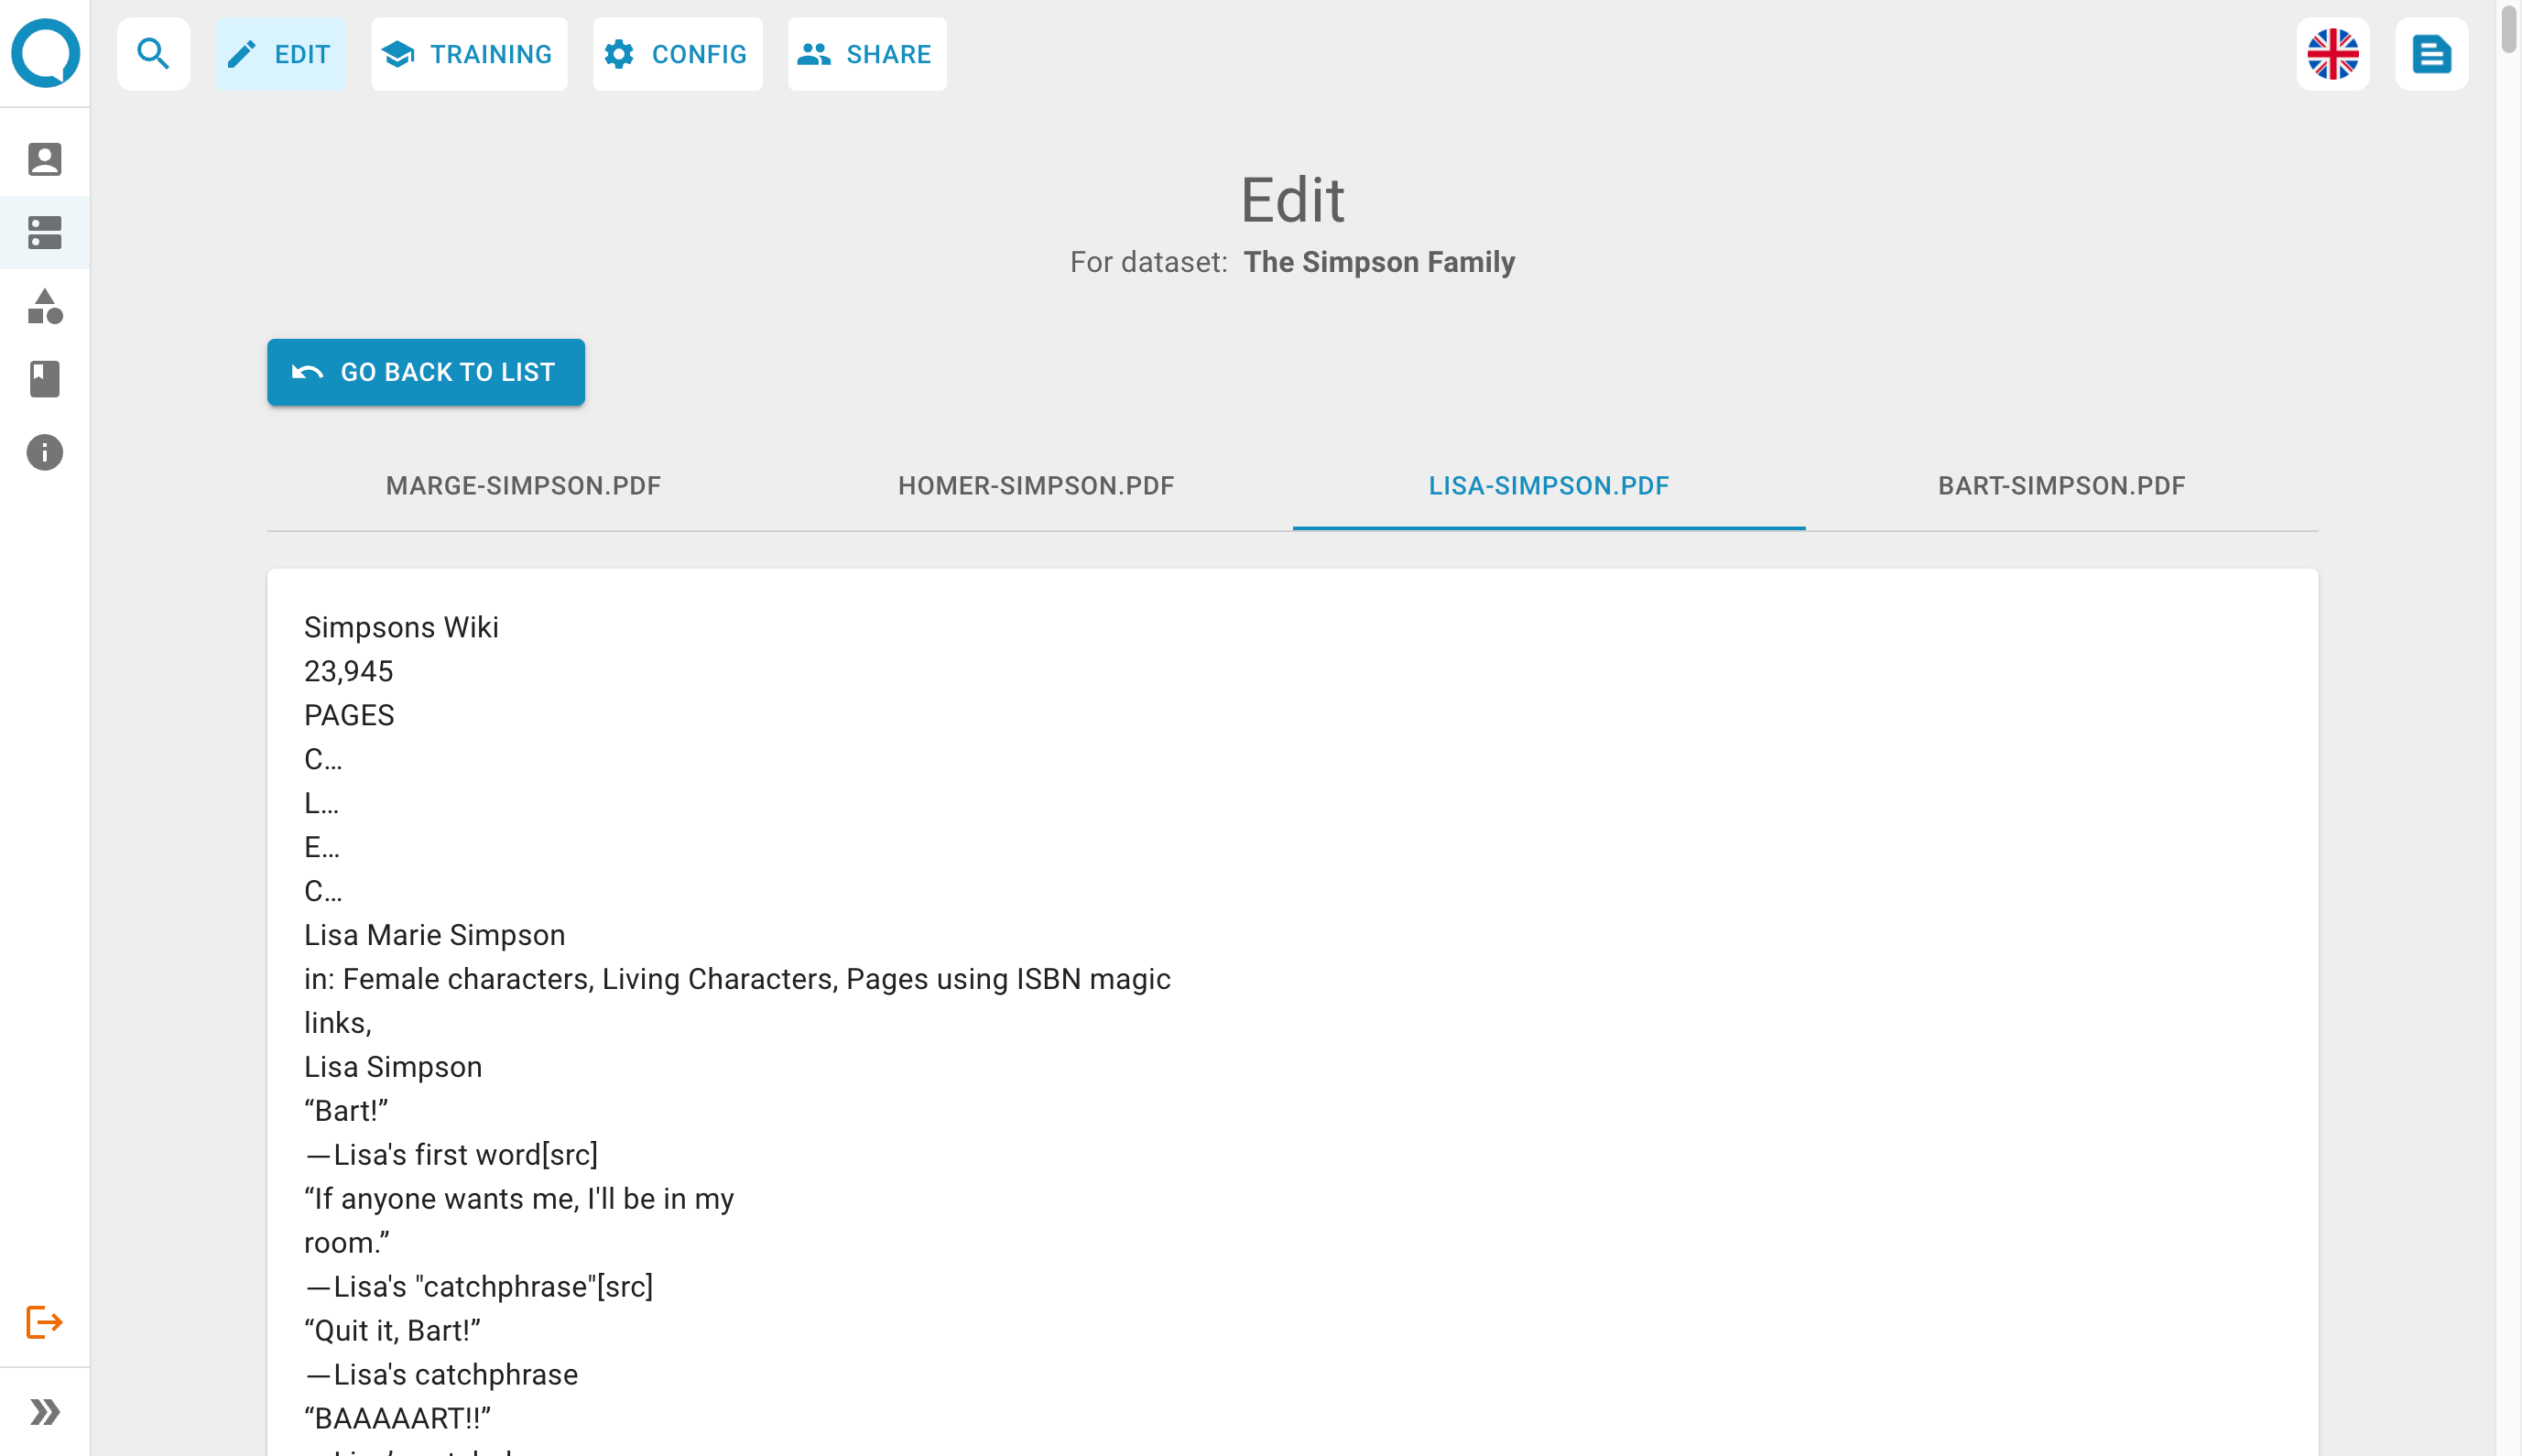 EDIT
TRAINING
CONFIG
SHARE
Edit
For dataset: The Simpson Family
GO BACK TO LIST
MARGE-SIMPSON.PDF
HOMER-SIMPSON.PDF
LISA-SIMPSON.PDF
BART-SIMPSON.PDF
Simpsons Wiki
23,945
PAGES
C…
L…
E…
C…
Lisa Marie Simpson
in: Female characters, Living Characters, Pages using ISBN magic
links,
Lisa Simpson
“Bart!”
—Lisa's first word[src]
“If anyone wants me, I'll be in my
room.”
—Lisa's "catchphrase"[src]
“Quit it, Bart!”
—Lisa's catchphrase
“BAAAAART!!”